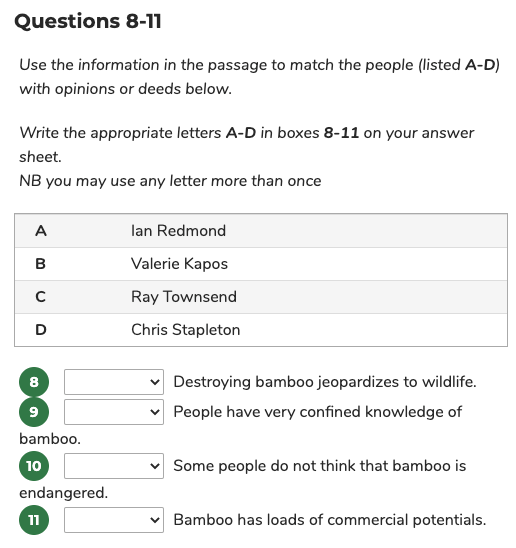 Questions 8-11
Use the information in the passage to match the people (listed A-D)
with opinions or deeds below.
Write the appropriate letters A-D in boxes 8-11 on your answer
sheet.
NB you may use any letter more than once
A Ian Redmond
B Valerie Kapos
C Ray Townsend
D Chris Stapleton
8 Destroying bamboo jeopardizes to wildlife.
9 People have very confined knowledge of
bamboo.
10 Some people do not think that bamboo is
endangered.
11 Bamboo has loads of commercial potentials.